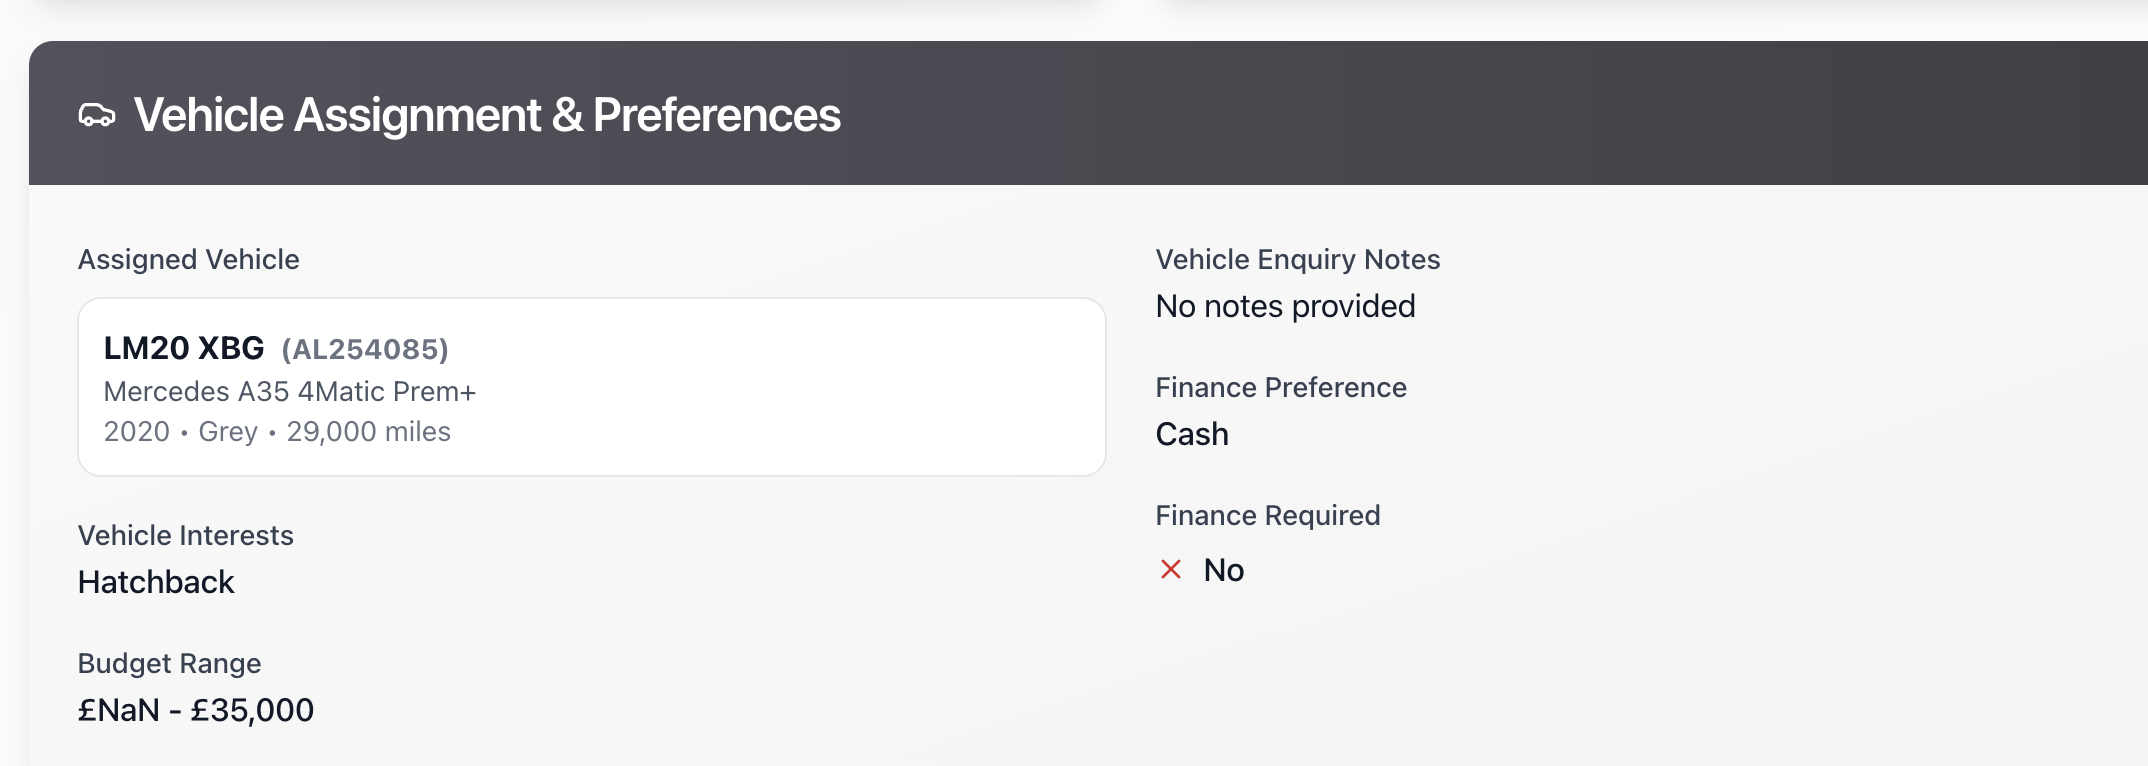 Vehicle Assignment & Preferences
Assigned Vehicle
LM20 XBG (AL254085)
Mercedes A35 4Matic Prem+
2020 • Grey • 29,000 miles
Vehicle Interests
Hatchback
Budget Range
£NaN - £35,000
Vehicle Enquiry Notes
No notes provided
Finance Preference
Cash
Finance Required
No